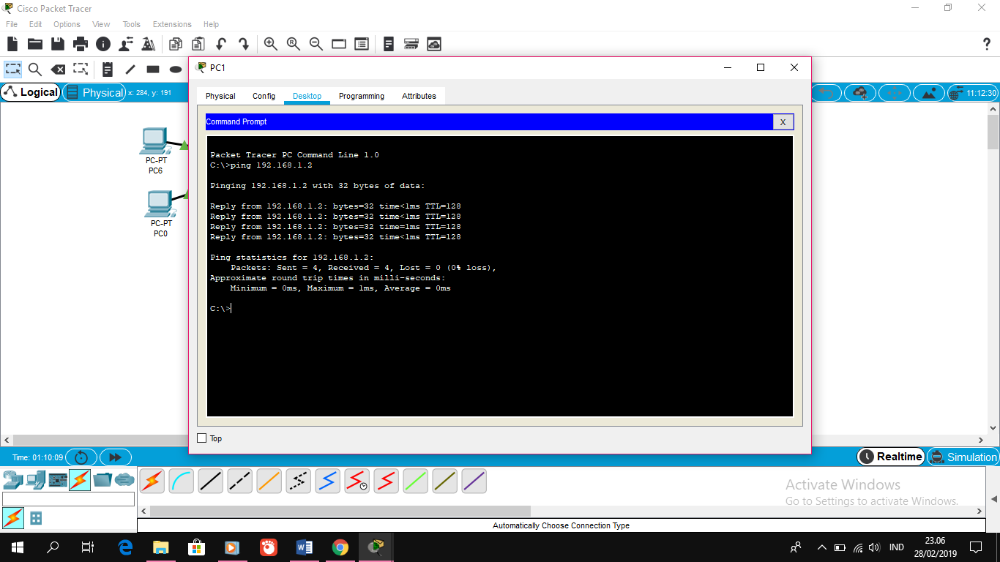 Cisco Packet Tracer
File Edit Options View Tools Extensions Help
PC1
Logical
Physical
x: 284, y: 191
11:12:30
Physical Config Desktop Programming Attributes
Command Prompt
X
PC-PT
PC6
PC-PT
PC0
Packet Tracer PC Command Line 1.0
C:\>ping 192.168.1.2
Pinging 192.168.1.2 with 32 bytes of data:
Reply from 192.168.1.2: bytes=32 time<1ms TTL=128
Reply from 192.168.1.2: bytes=32 time<1ms TTL=128
Reply from 192.168.1.2: bytes=32 time=1ms TTL=128
Reply from 192.168.1.2: bytes=32 time<1ms TTL=128
Ping statistics for 192.168.1.2:
Packets: Sent = 4, Received = 4, Lost = 0 (0% loss),
Approximate round trip times in milli-seconds:
Minimum = 0ms, Maximum = 1ms, Average = 0ms
C:\>
Top
Time: 01:10:09
Realtime
Simulation
Activate Windows
Go to Settings to activate Windows.
Automatically Choose Connection Type
IND
23.06
28/02/2019